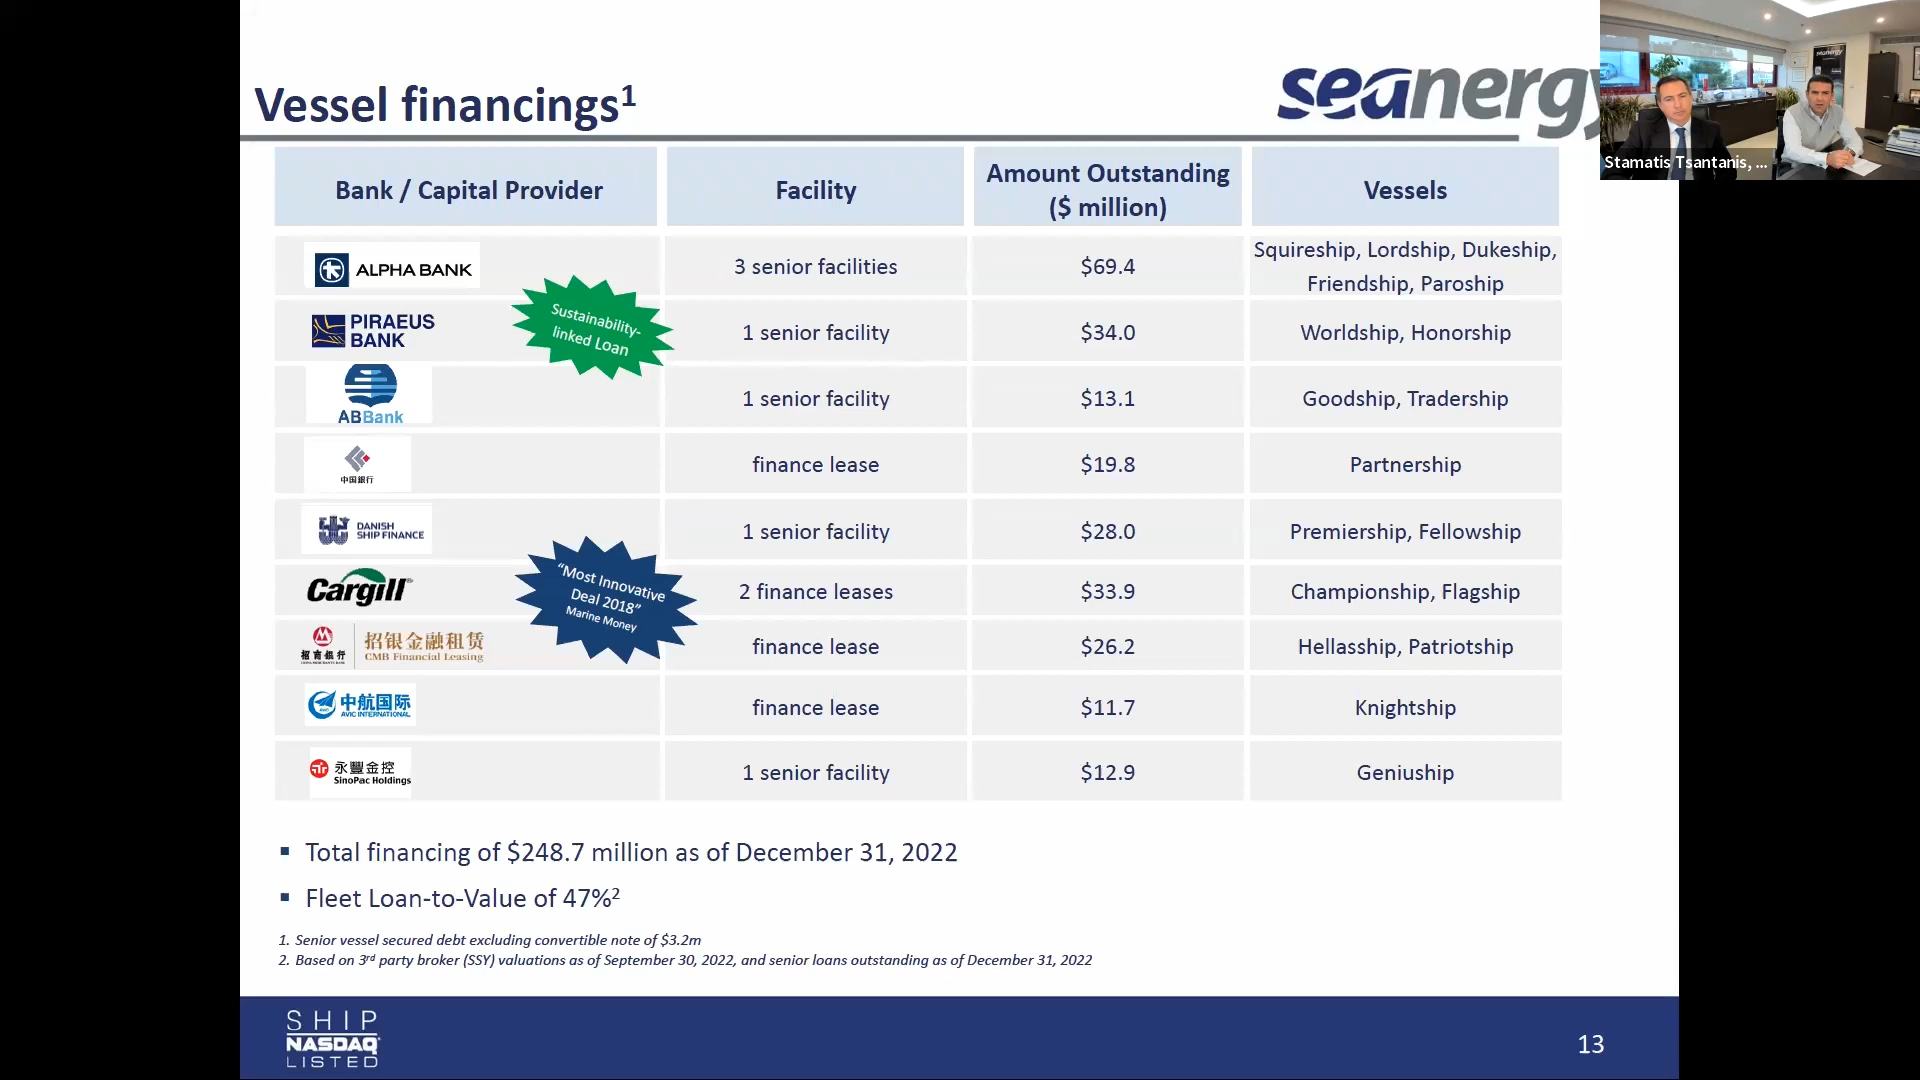 Vessel financings1
seanergy
Stamatis Tsantanis, ...
Bank / Capital Provider
Facility
Amount Outstanding
($ million)
Vessels
ALPHA BANK
3 senior facilities
$69.4
Squireship, Lordship, Dukeship,
Friendship, Paroship
Sustainability-
linked Loan
PIRAEUS
BANK
1 senior facility
$34.0
Worldship, Honorship
ABBank
1 senior facility
$13.1
Goodship, Tradership
中国銀行
finance lease
$19.8
Partnership
DANISH
SHIP FINANCE
1 senior facility
$28.0
Premiership, Fellowship
Cargill
"Most Innovative
Deal 2018"
Marine Money
2 finance leases
$33.9
Championship, Flagship
招商银行
CHINA MERCHANTS BANK
招银金融租赁
CMB Financial Leasing
finance lease
$26.2
Hellasship, Patriotship
中航国际
AVIC INTERNATIONAL
finance lease
$11.7
Knightship
永豐金控
SinoPac Holdings
1 senior facility
$12.9
Geniuship
▪ Total financing of $248.7 million as of December 31, 2022
▪ Fleet Loan-to-Value of 47%2
1. Senior vessel secured debt excluding convertible note of $3.2m
2. Based on 3rd party broker (SSY) valuations as of September 30, 2022, and senior loans outstanding as of December 31, 2022
SHIP
NASDAQ
LISTED
13